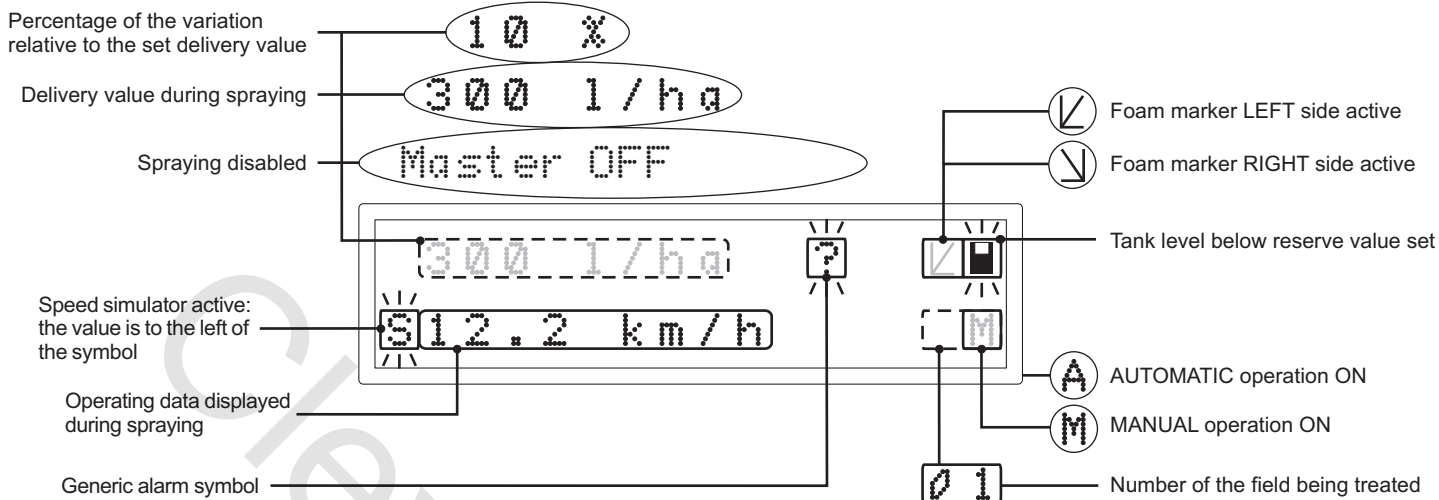 Percentage of the variation
relative to the set delivery value
10 %
Delivery value during spraying
300 l/ha
Spraying disabled
Master OFF
Foam marker LEFT side active
Foam marker RIGHT side active
300 l/ha
?
Tank level below reserve value set
Speed simulator active:
the value is to the left of
the symbol
S 12.2 km/h
M
Operating data displayed
during spraying
A AUTOMATIC operation ON
M MANUAL operation ON
Generic alarm symbol
01
Number of the field being treated